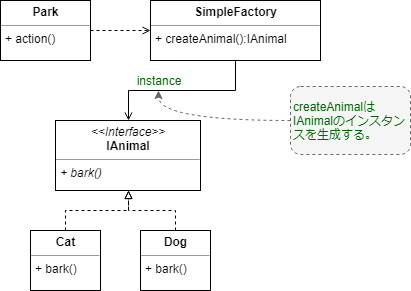 Park
+ action()
SimpleFactory
+ createAnimal():IAnimal
instance
createAnimalは
IAnimalのインスタン
スを生成する。
<<Interface>>
IAnimal
+ bark()
Cat
+ bark()
Dog
+ bark()